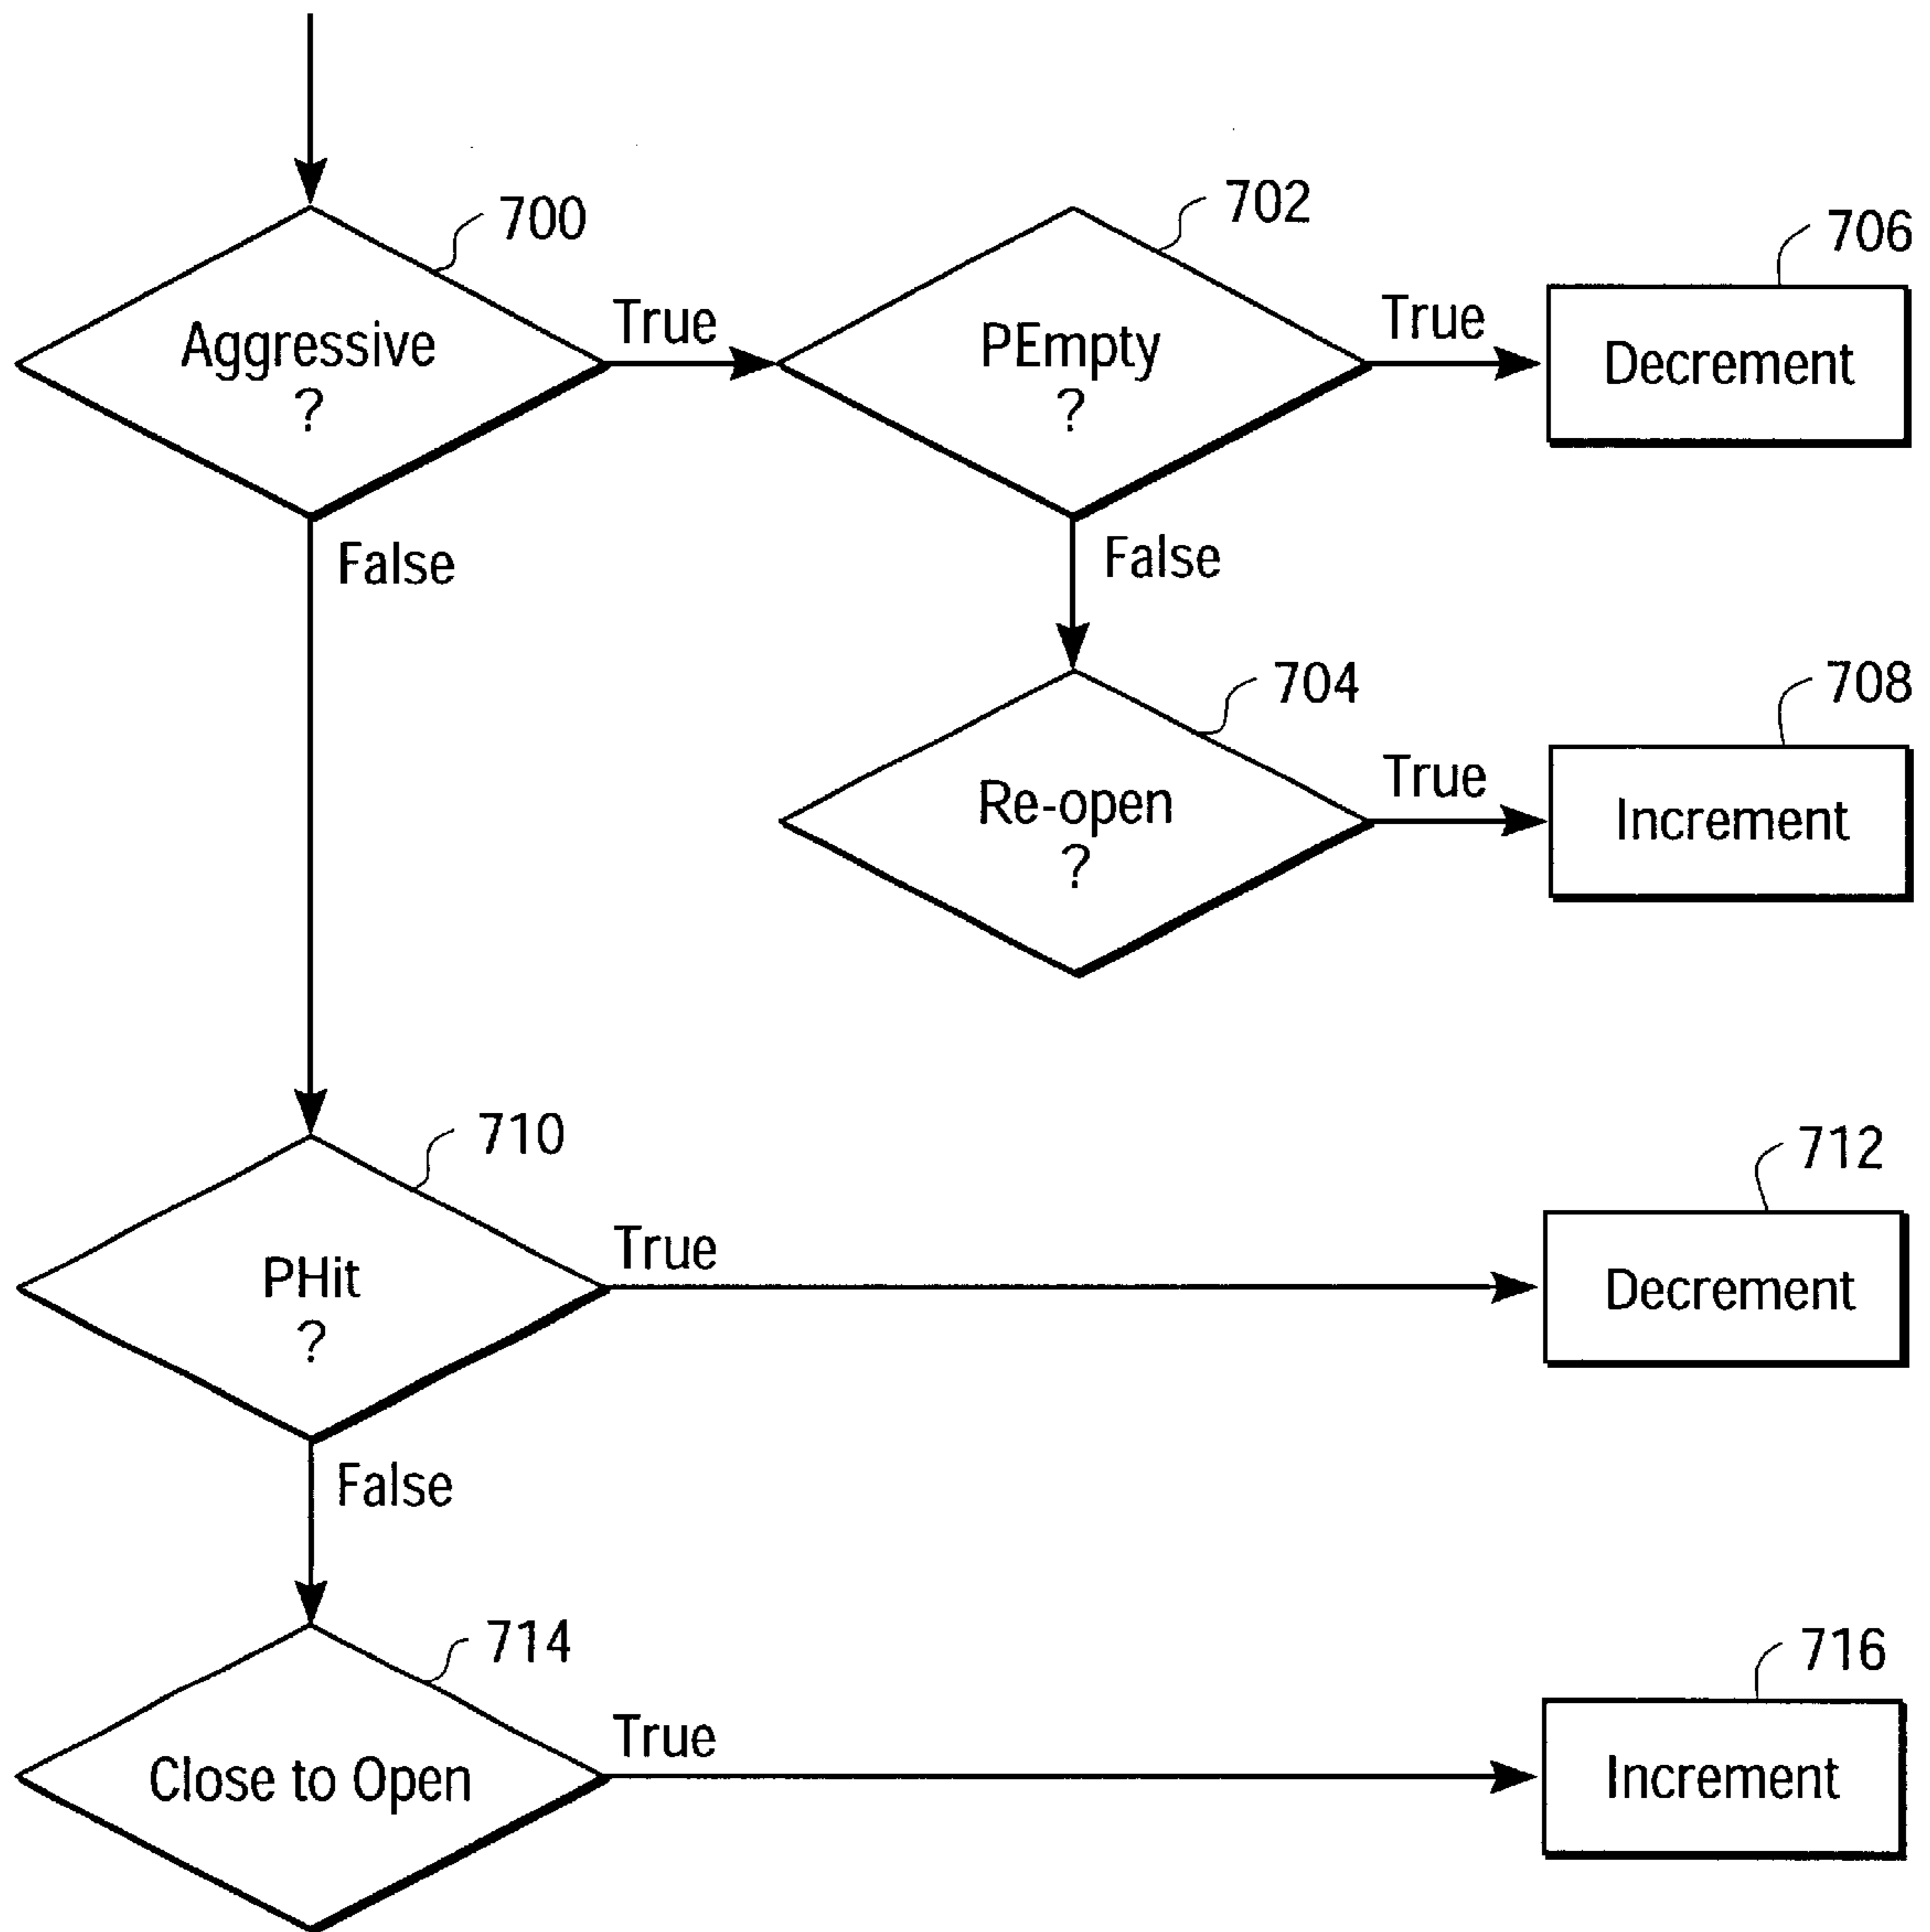 700
702
706
Aggressive
?
True
PEmpty
?
True
Decrement
False
False
704
708
Re-open
?
True
Increment
710
712
PHit
?
True
Decrement
False
714
716
Close to Open
True
Increment